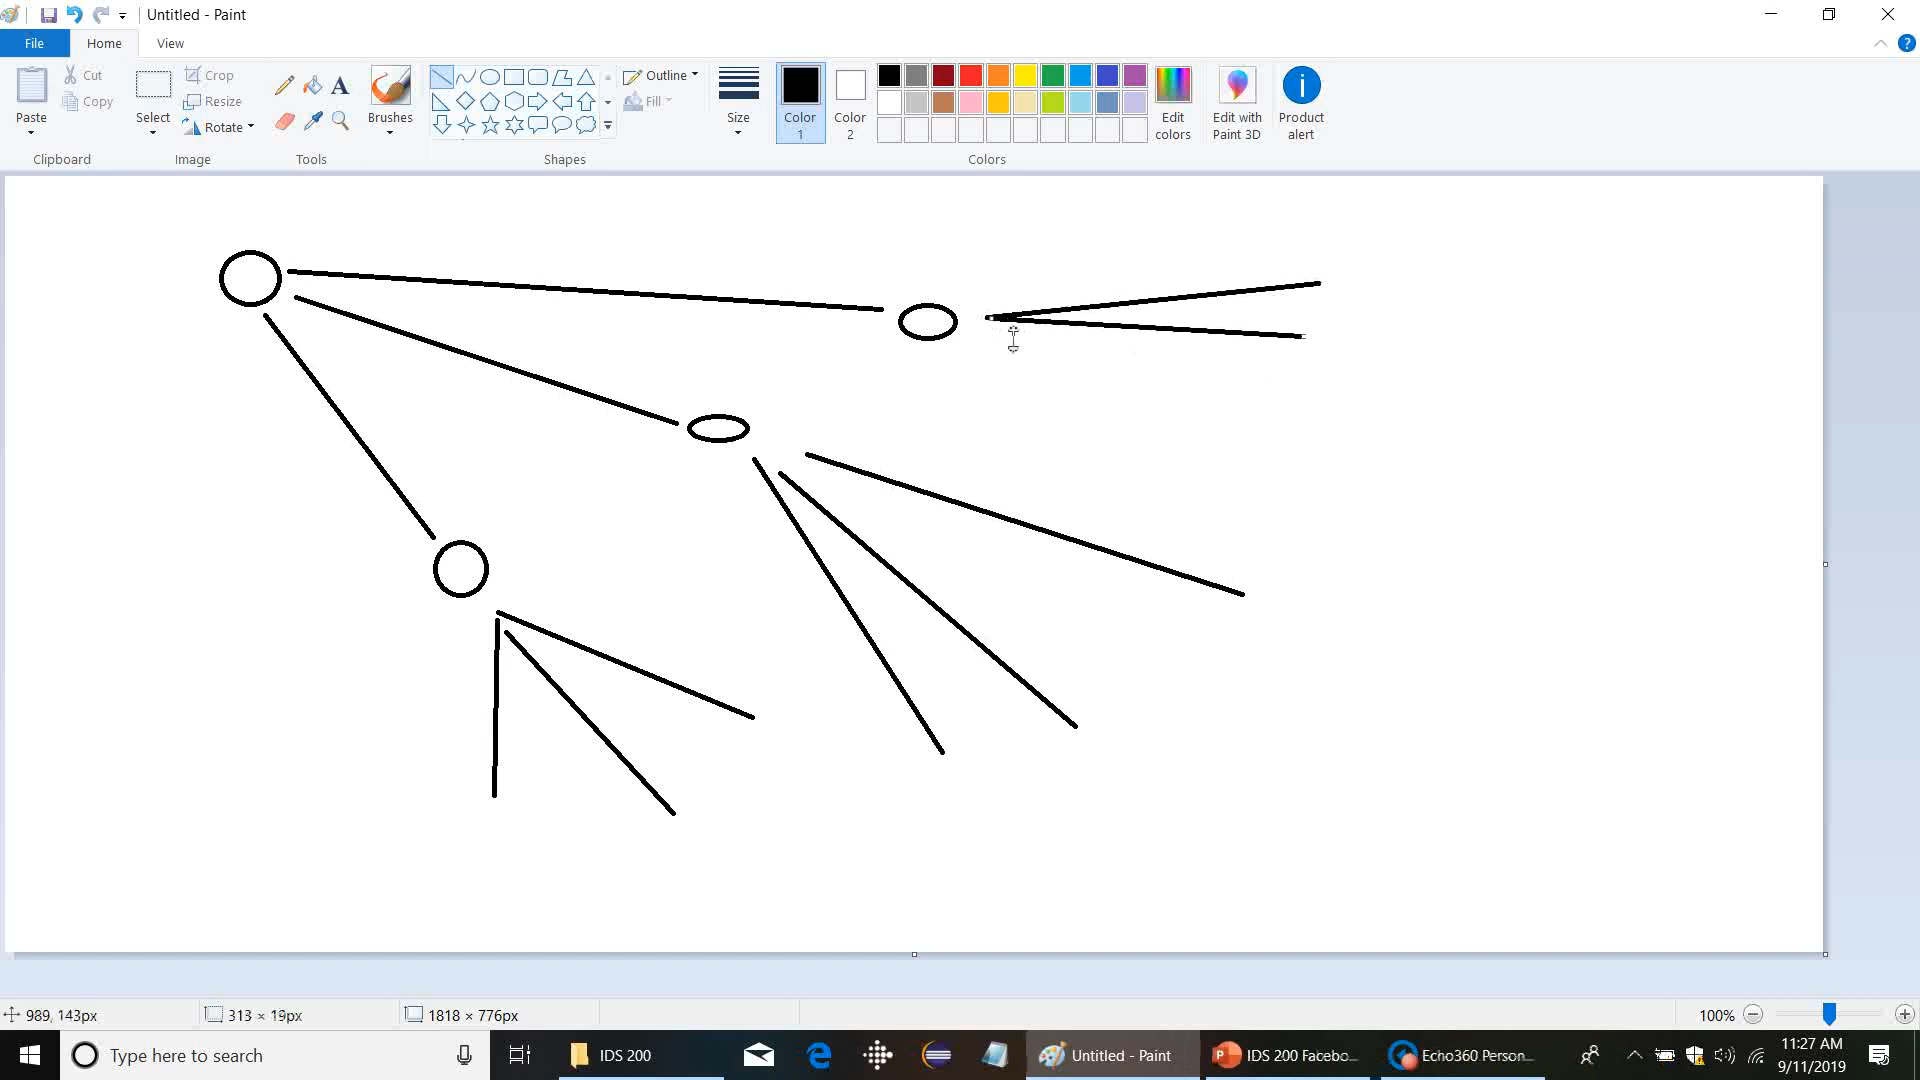 Untitled - Paint
File Home View
Paste
Cut
Copy
Clipboard
Select
Crop
Resize
Rotate
Image
Tools
Brushes
Shapes
Outline
Fill
Size
Color 1
Color 2
Colors
Edit colors
Edit with Paint 3D
Product alert
989, 143px 313 × 19px 1818 × 776px 100%
Type here to search
IDS 200
Untitled - Paint
IDS 200 Facebo...
Echo360 Person...
11:27 AM
9/11/2019